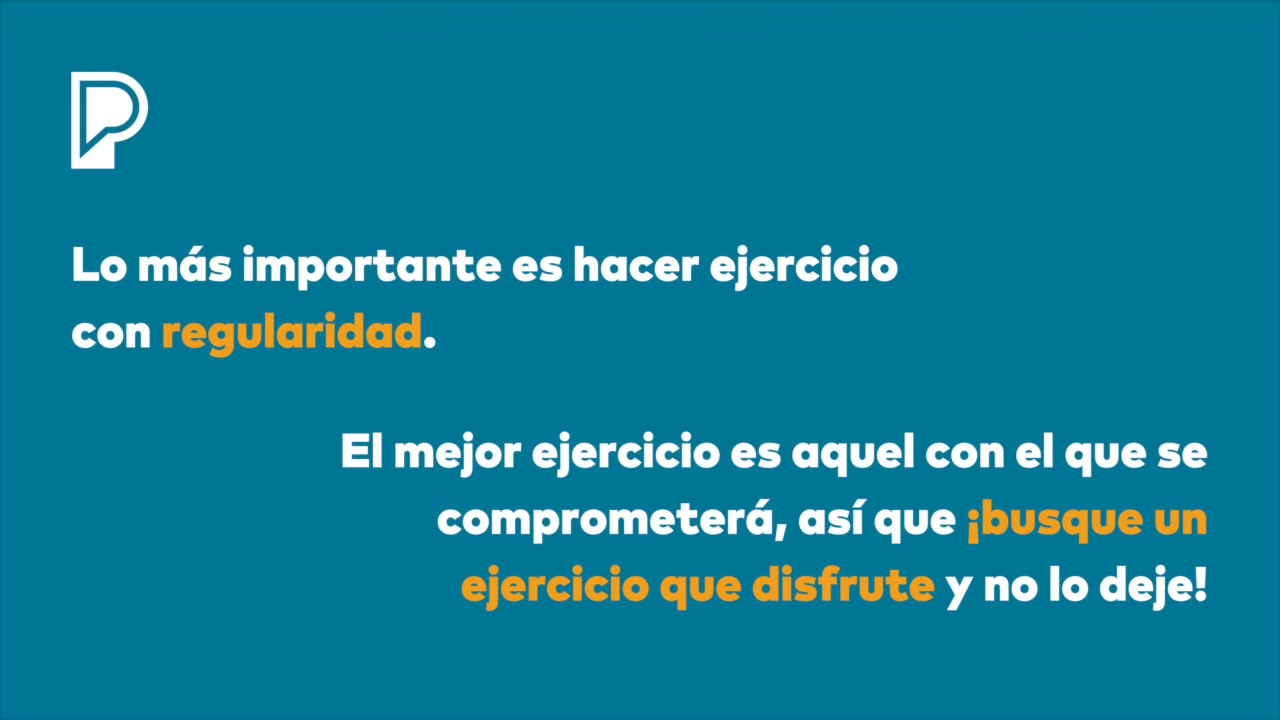 Lo más importante es hacer ejercicio
con regularidad.
El mejor ejercicio es aquel con el que se
comprometerá, así que ¡busque un
ejercicio que disfrute y no lo deje!